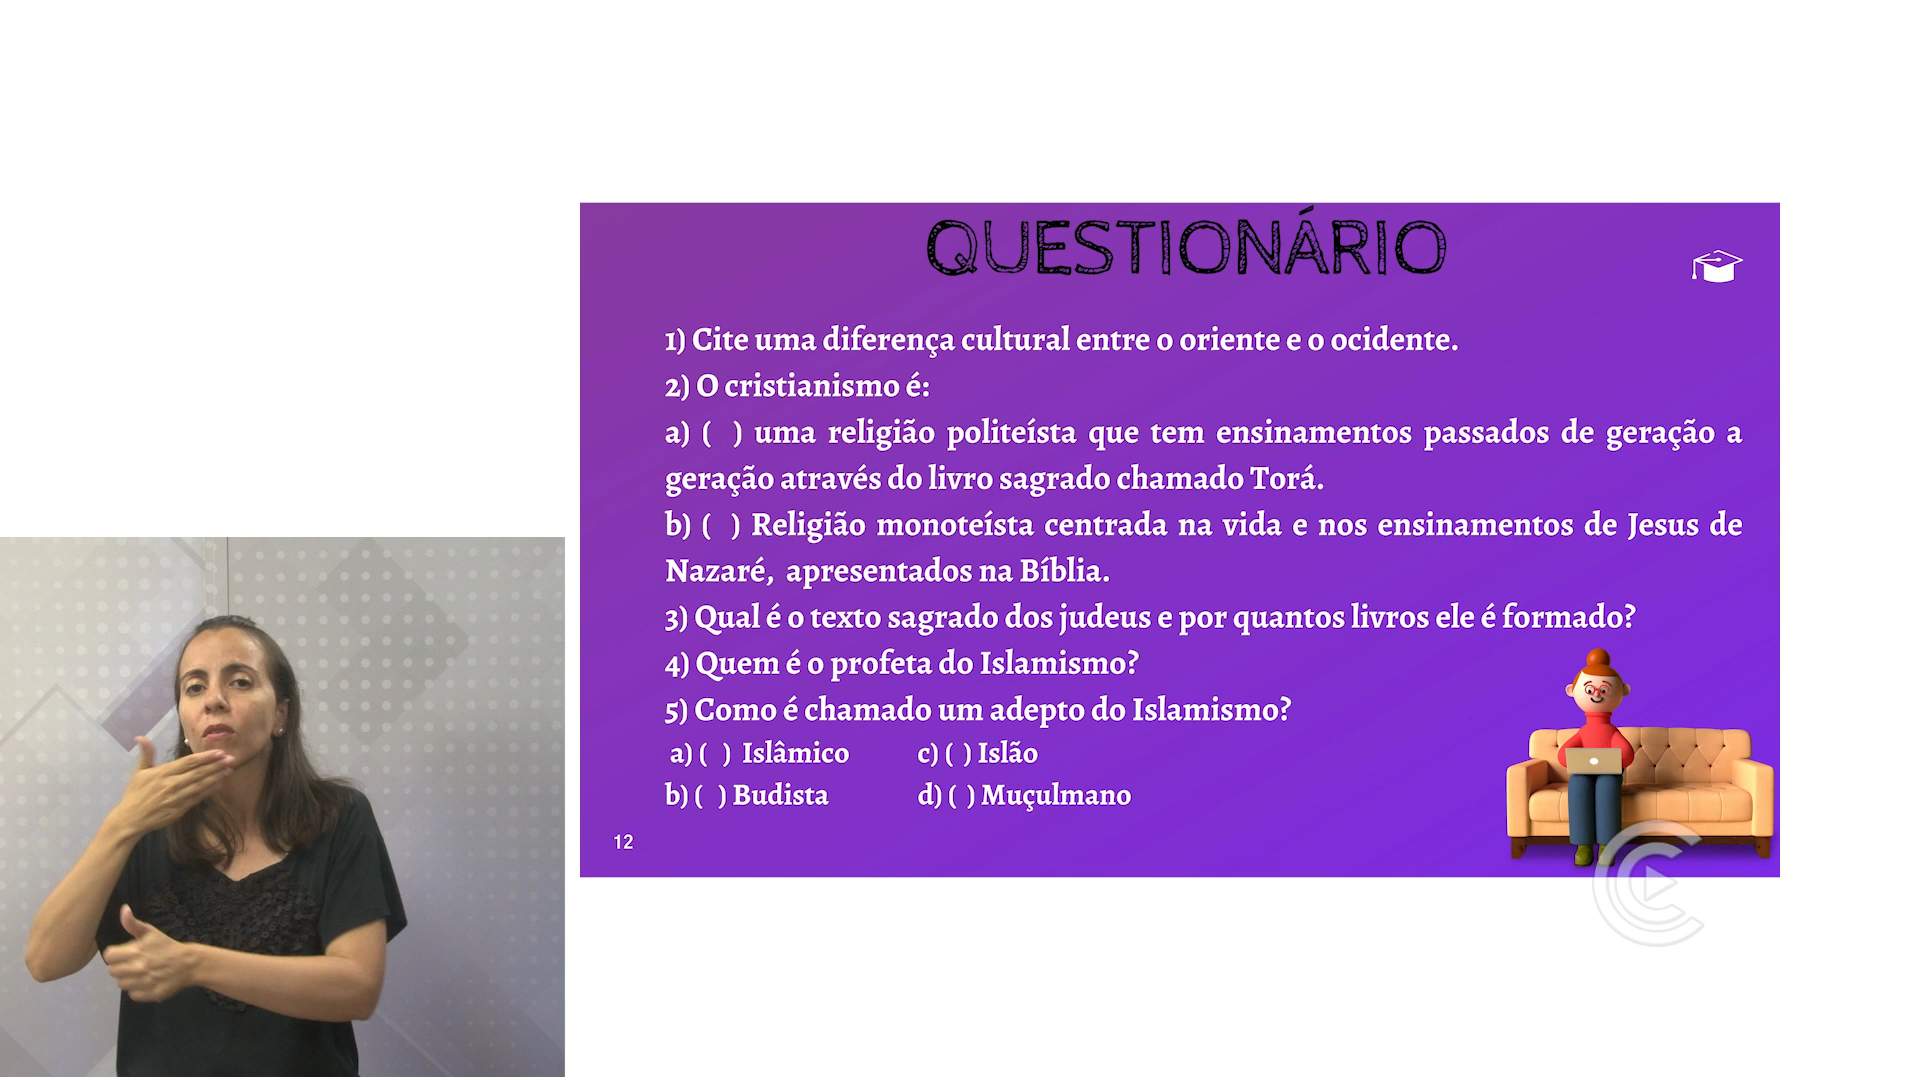 QUESTIONÁRIO
1) Cite uma diferença cultural entre o oriente e o ocidente.
2) O cristianismo é:
a) (  ) uma religião politeísta que tem ensinamentos passados de geração a
geração através do livro sagrado chamado Torá.
b) (  ) Religião monoteísta centrada na vida e nos ensinamentos de Jesus de
Nazaré,  apresentados na Bíblia.
3) Qual é o texto sagrado dos judeus e por quantos livros ele é formado?
4) Quem é o profeta do Islamismo?
5) Como é chamado um adepto do Islamismo?
a) (  ) Islâmico c) ( ) Islão
b) (  ) Budista d) ( ) Muçulmano
12